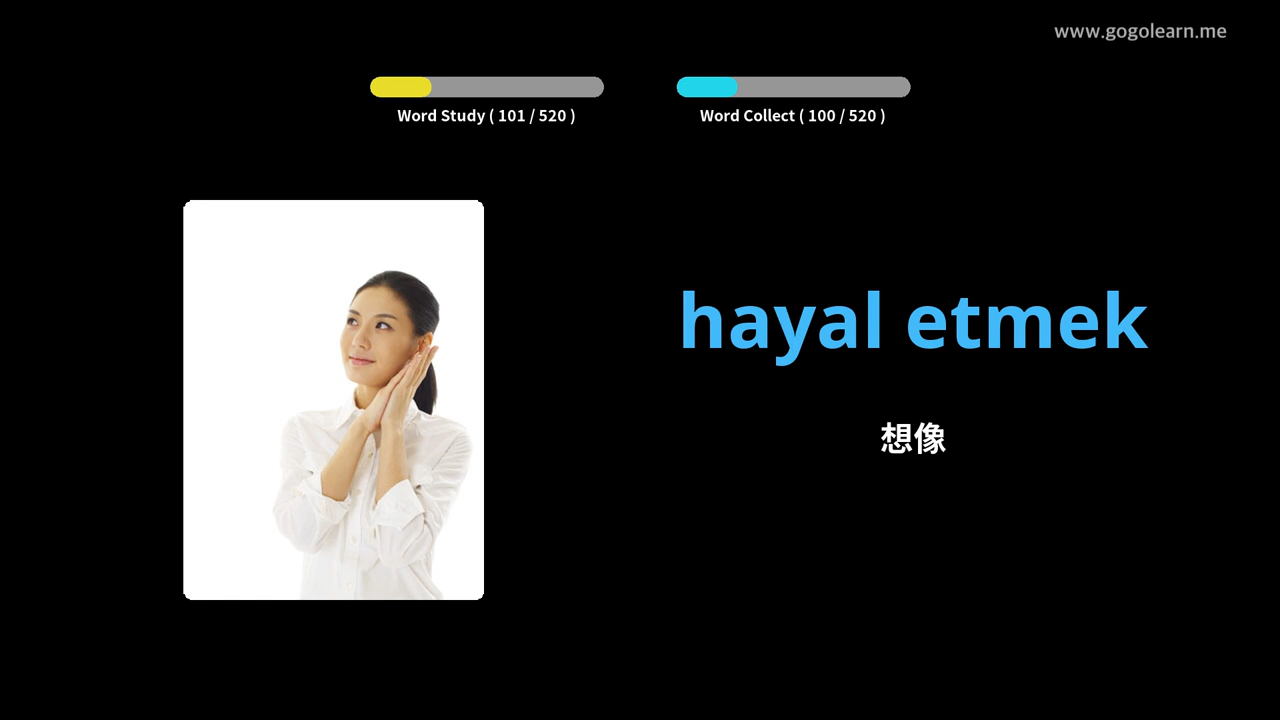 www.gogolearn.me
Word Study ( 101 / 520 )
Word Collect ( 100 / 520 )
hayal etmek
想像